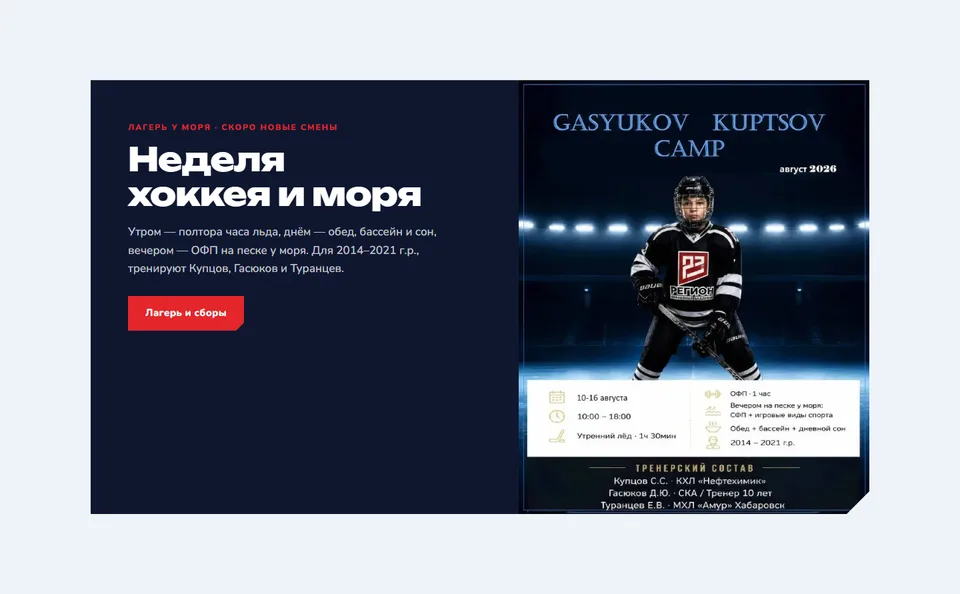 ЛАГЕРЬ У МОРЯ · СКОРО НОВЫЕ СМЕНЫ
Неделя
хоккея и моря
Утром — полтора часа льда, днём — обед, бассейн и сон,
вечером — ОФП на песке у моря. Для 2014–2021 г.р.,
тренируют Купцов, Гасюков и Туранцев.
Лагерь и сборы
GASYUKOV KUPTSOV
CAMP
август 2026
РЕГИОН
10-16 августа
10:00 – 18:00
Утренний лёд · 1ч 30мин
ОФП · 1 час
Вечером на песке у моря:
ОФП + игровые виды спорта
Обед + бассейн + дневной сон
2014 – 2021 г.р.
ТРЕНЕРСКИЙ СОСТАВ
Купцов С.С. · КХЛ «Нефтехимик»
Гасюков Д.Ю. · СКА / Тренер 10 лет
Туранцев Е.В. · МХЛ «Амур» Хабаровск